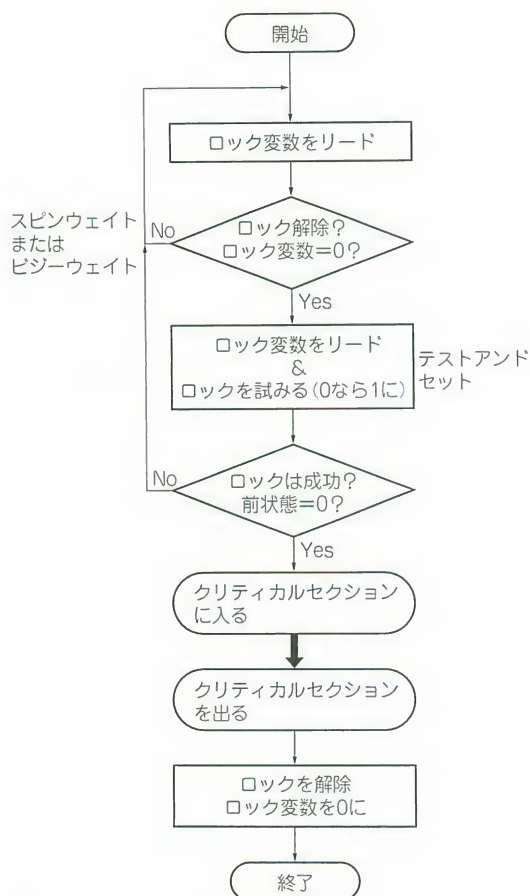 開始
ロック変数をリード
スピンウェイト
または
ビジーウェイト
No
ロック解除？
ロック変数＝0？
Yes
ロック変数をリード
＆
ロックを試みる（0なら1に）
テストアンド
セット
No
ロックは成功？
前状態＝0？
Yes
クリティカルセクション
に入る
クリティカルセクション
を出る
ロックを解除
ロック変数を0に
終了